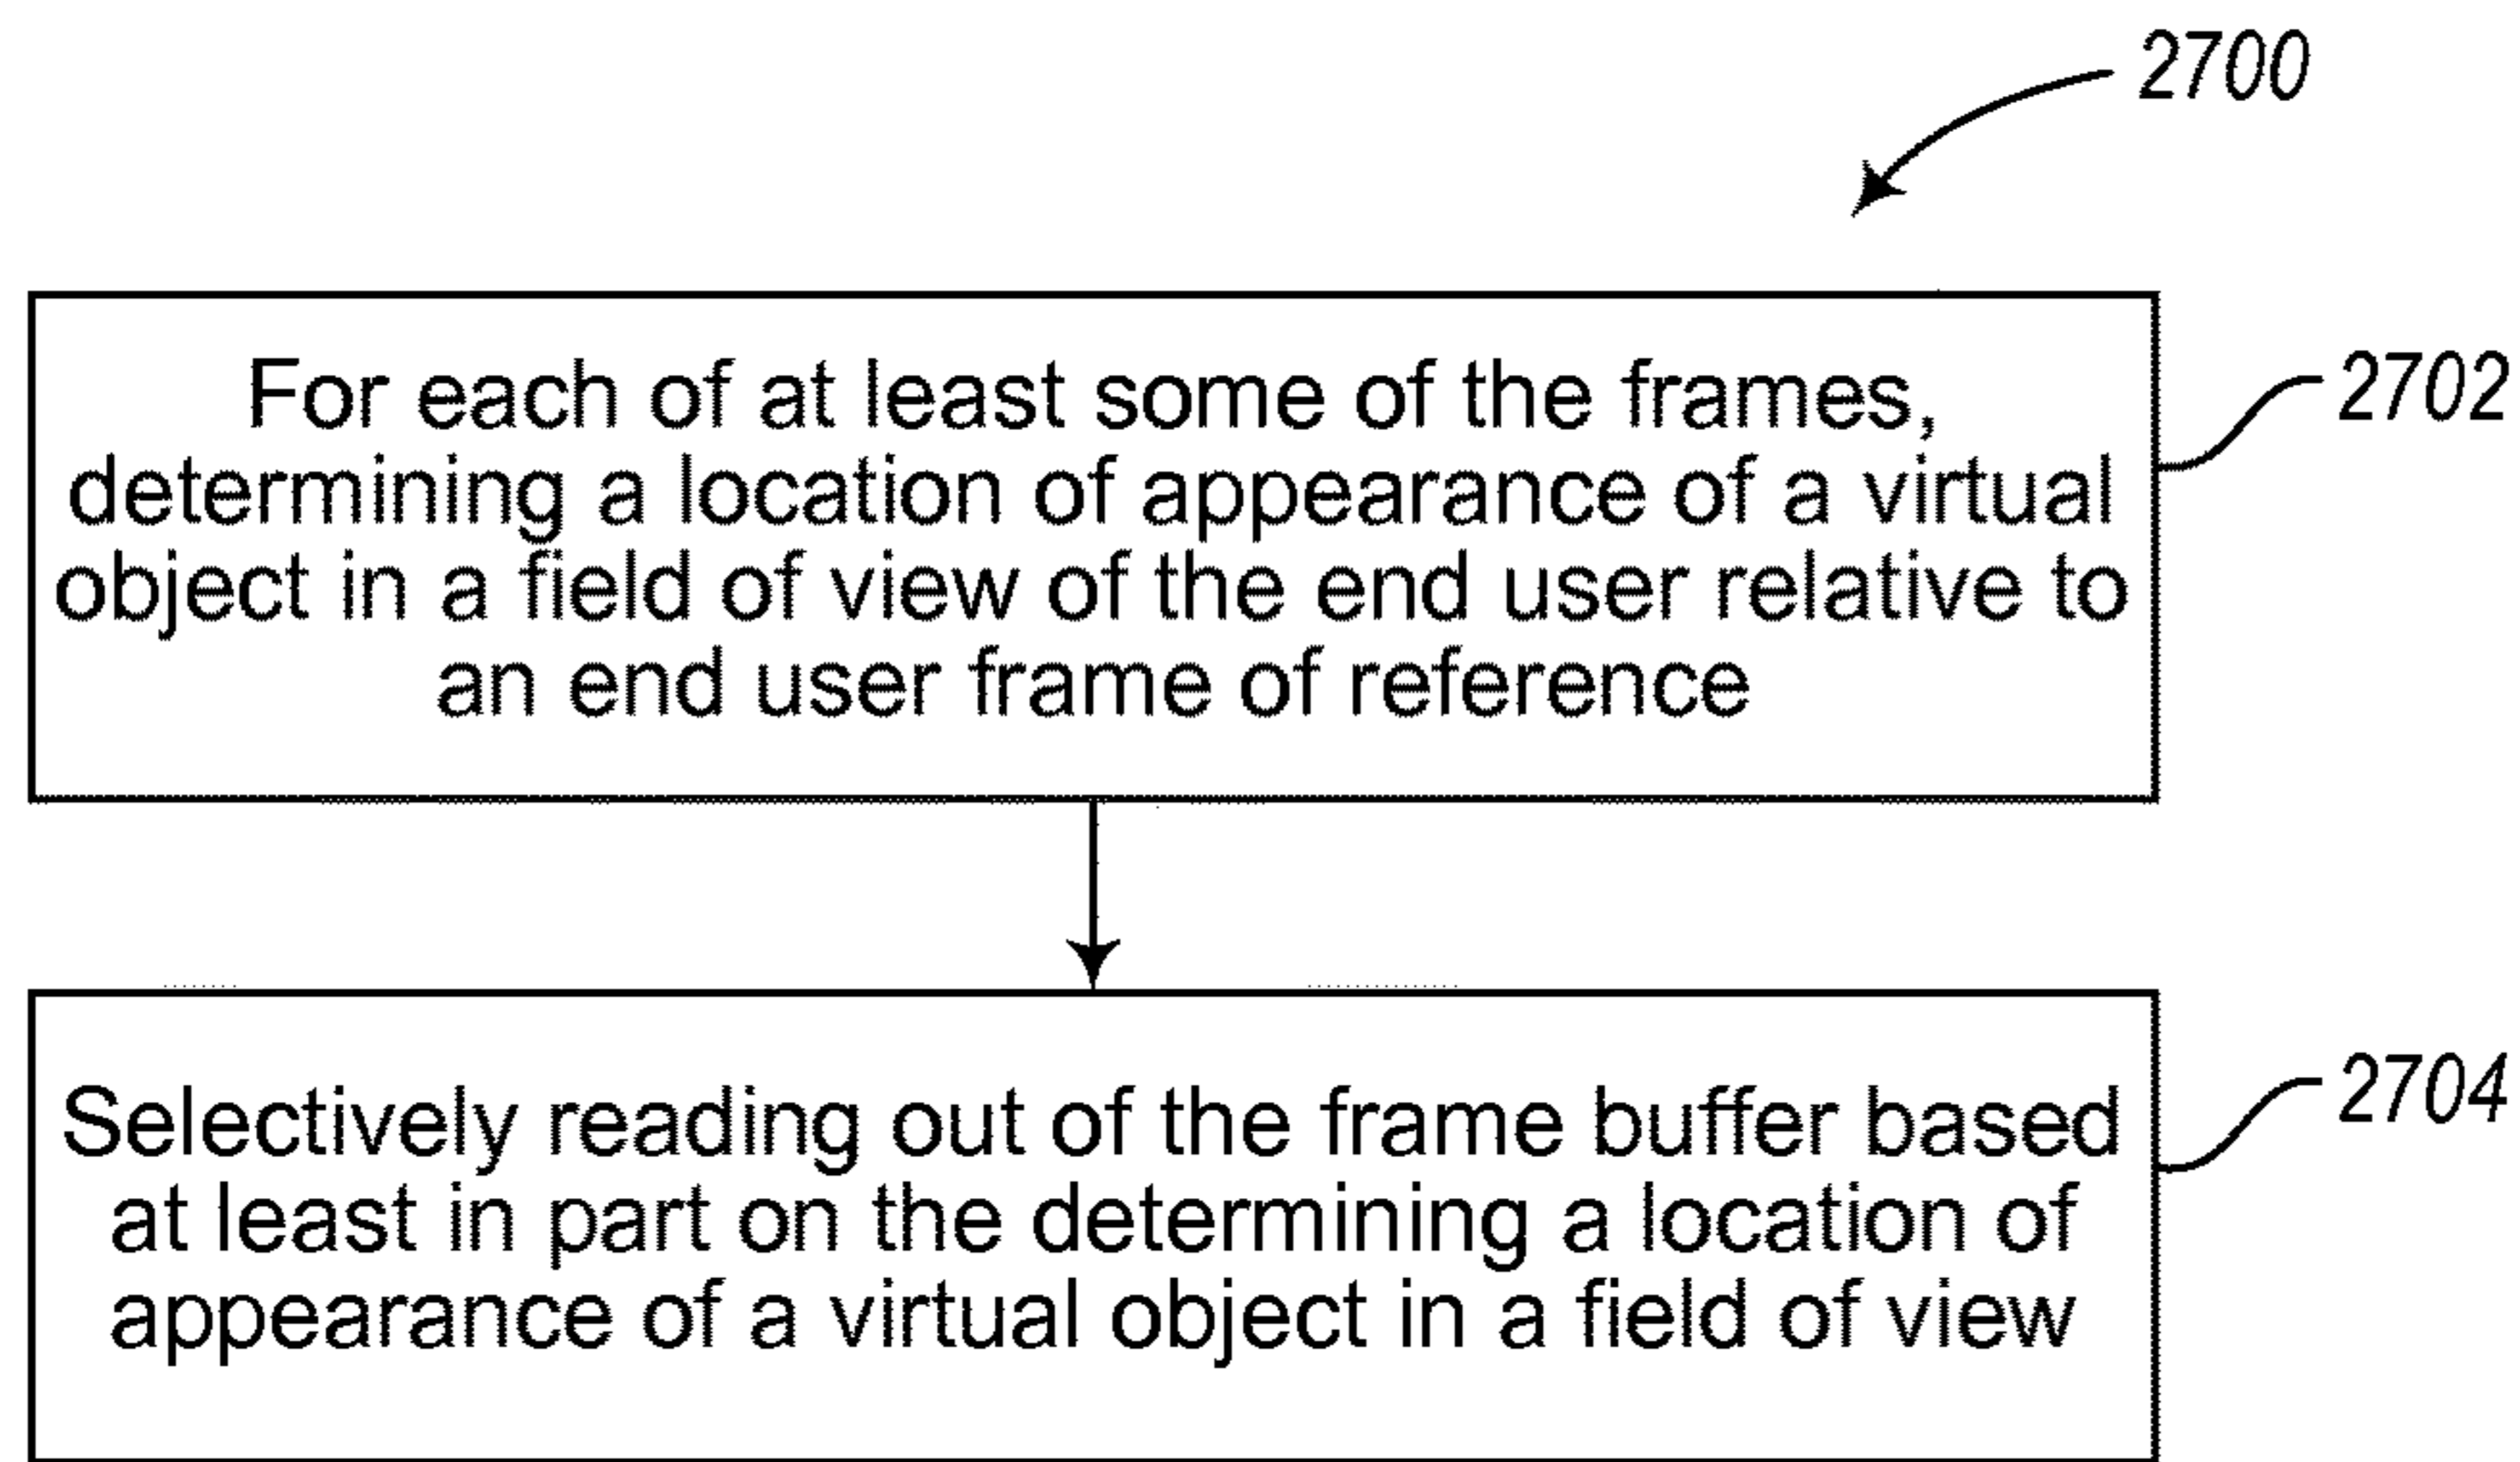 2700
For each of at least some of the frames,
determining a location of appearance of a virtual
object in a field of view of the end user relative to
an end user frame of reference
2702
Selectively reading out of the frame buffer based
at least in part on the determining a location of
appearance of a virtual object in a field of view
2704